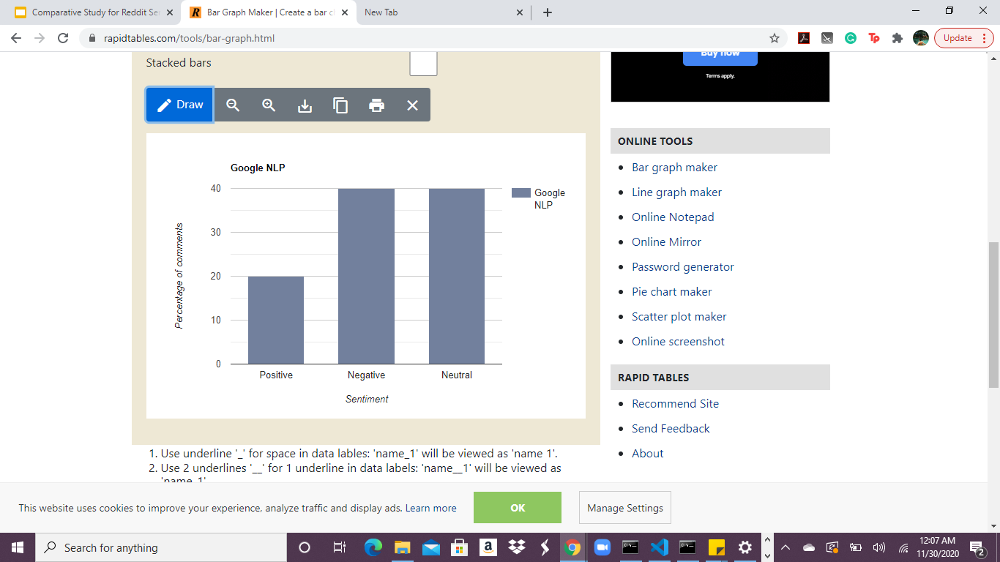 Comparative Study for Reddit Se
Bar Graph Maker | Create a bar c
New Tab
rapidtables.com/tools/bar-graph.html
Update
Stacked bars
Buy now
Terms apply.
Draw
Google NLP
40
30
20
10
0
Percentage of comments
Positive
Negative
Neutral
Sentiment
Google
NLP
ONLINE TOOLS
Bar graph maker
Line graph maker
Online Notepad
Online Mirror
Password generator
Pie chart maker
Scatter plot maker
Online screenshot
RAPID TABLES
Recommend Site
Send Feedback
About
1. Use underline '_' for space in data lables: 'name_1' will be viewed as 'name 1'.
2. Use 2 underlines '__' for 1 underline in data labels: 'name__1' will be viewed as
'name_1'
This website uses cookies to improve your experience, analyze traffic and display ads. Learn more
OK
Manage Settings
Search for anything
12:07 AM
11/30/2020
2